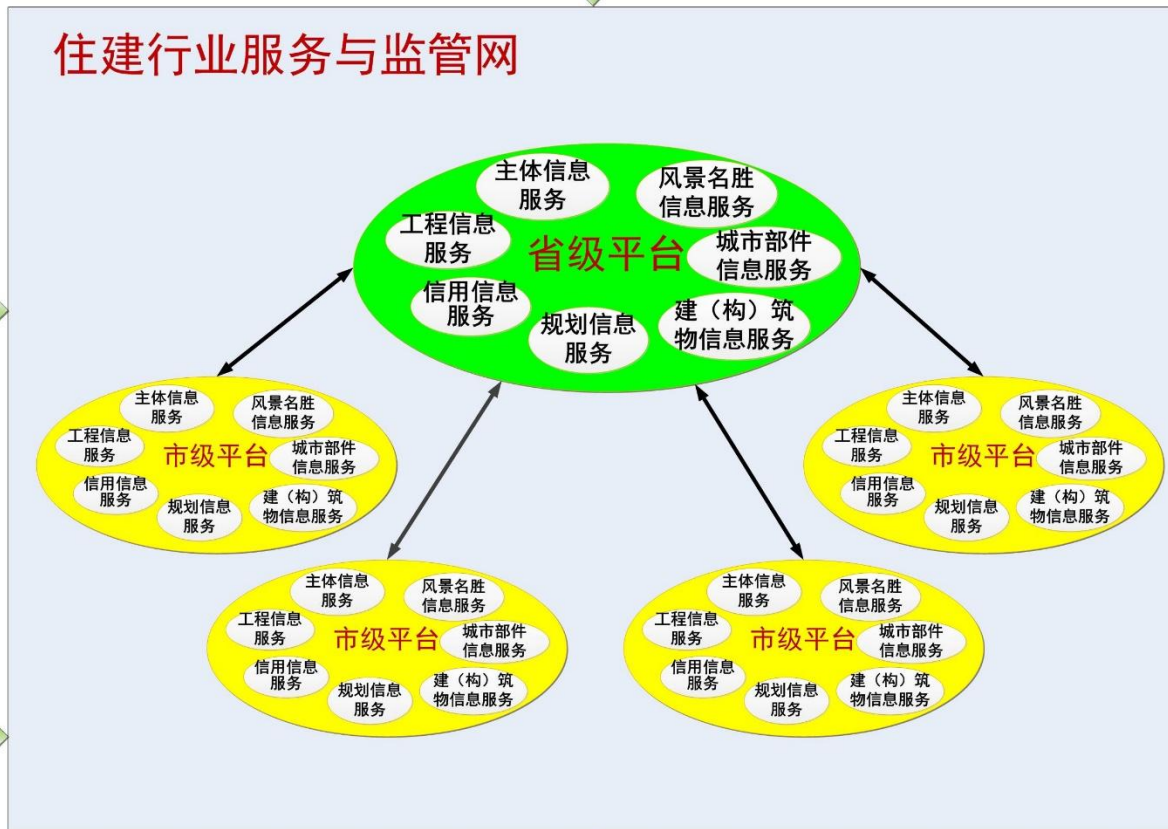 住建行业服务与监管网
主体信息
服务
风景名胜
信息服务
工程信息
服务
省级平台
城市部件
信息服务
信用信息
服务
规划信息
服务
建（构）筑
物信息服务
主体信息
服务
风景名胜
信息服务
工程信息
服务
市级平台
城市部件
信息服务
信用信息
服务
规划信息
服务
建（构）筑
物信息服务
主体信息
服务
风景名胜
信息服务
工程信息
服务
市级平台
城市部件
信息服务
信用信息
服务
规划信息
服务
建（构）筑
物信息服务
主体信息
服务
风景名胜
信息服务
工程信息
服务
市级平台
城市部件
信息服务
信用信息
服务
规划信息
服务
建（构）筑
物信息服务
主体信息
服务
风景名胜
信息服务
工程信息
服务
市级平台
城市部件
信息服务
信用信息
服务
规划信息
服务
建（构）筑
物信息服务